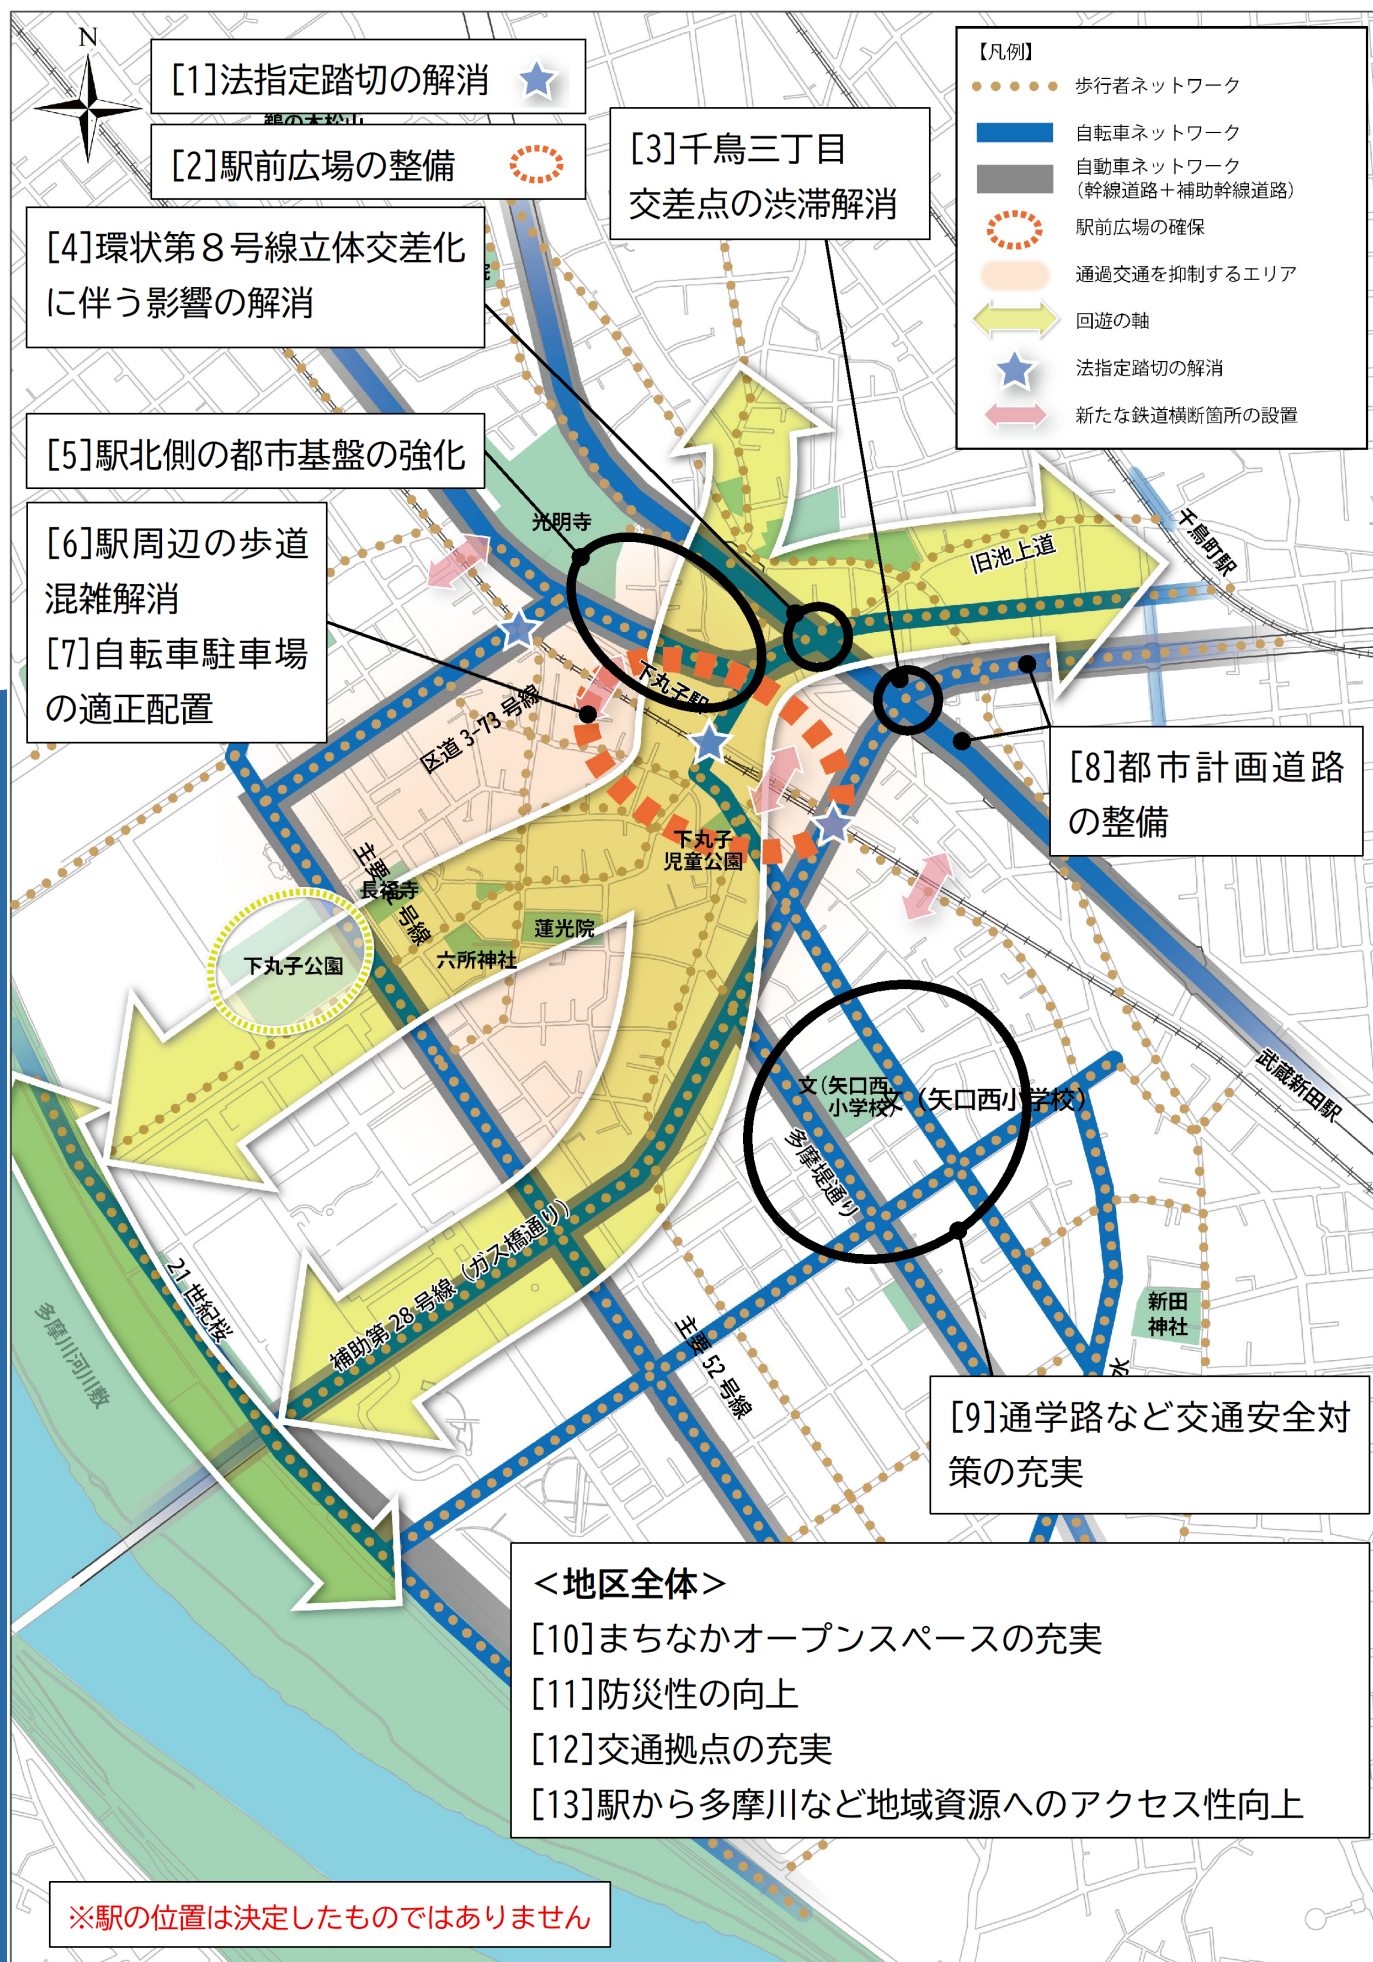 N
[1]法指定踏切の解消
鵜の木松山
[2]駅前広場の整備
[3]千鳥三丁目
交差点の渋滞解消
[4]環状第８号線立体交差化
に伴う影響の解消
【凡例】
歩行者ネットワーク
自転車ネットワーク
自動車ネットワーク
(幹線道路＋補助幹線道路)
駅前広場の確保
通過交通を抑制するエリア
回遊の軸
法指定踏切の解消
新たな鉄道横断箇所の設置
[5]駅北側の都市基盤の強化
[6]駅周辺の歩道
混雑解消
[7]自転車駐車場
の適正配置
光明寺
旧池上道
千鳥町駅
下丸子駅
区道 3-73 号線
[8]都市計画道路
の整備
下丸子
児童公園
長福寺
蓮光院
六所神社
下丸子公園
武蔵新田駅
文(矢口西
小学校)
文（矢口西小学校）
多摩堤通り
補助第 28 号線（ガス橋通り）
21 世紀桜
多摩川河川敷
主要 52 号線
新田
神社
水
[9]通学路など交通安全対
策の充実
＜地区全体＞
[10]まちなかオープンスペースの充実
[11]防災性の向上
[12]交通拠点の充実
[13]駅から多摩川など地域資源へのアクセス性向上
※駅の位置は決定したものではありません